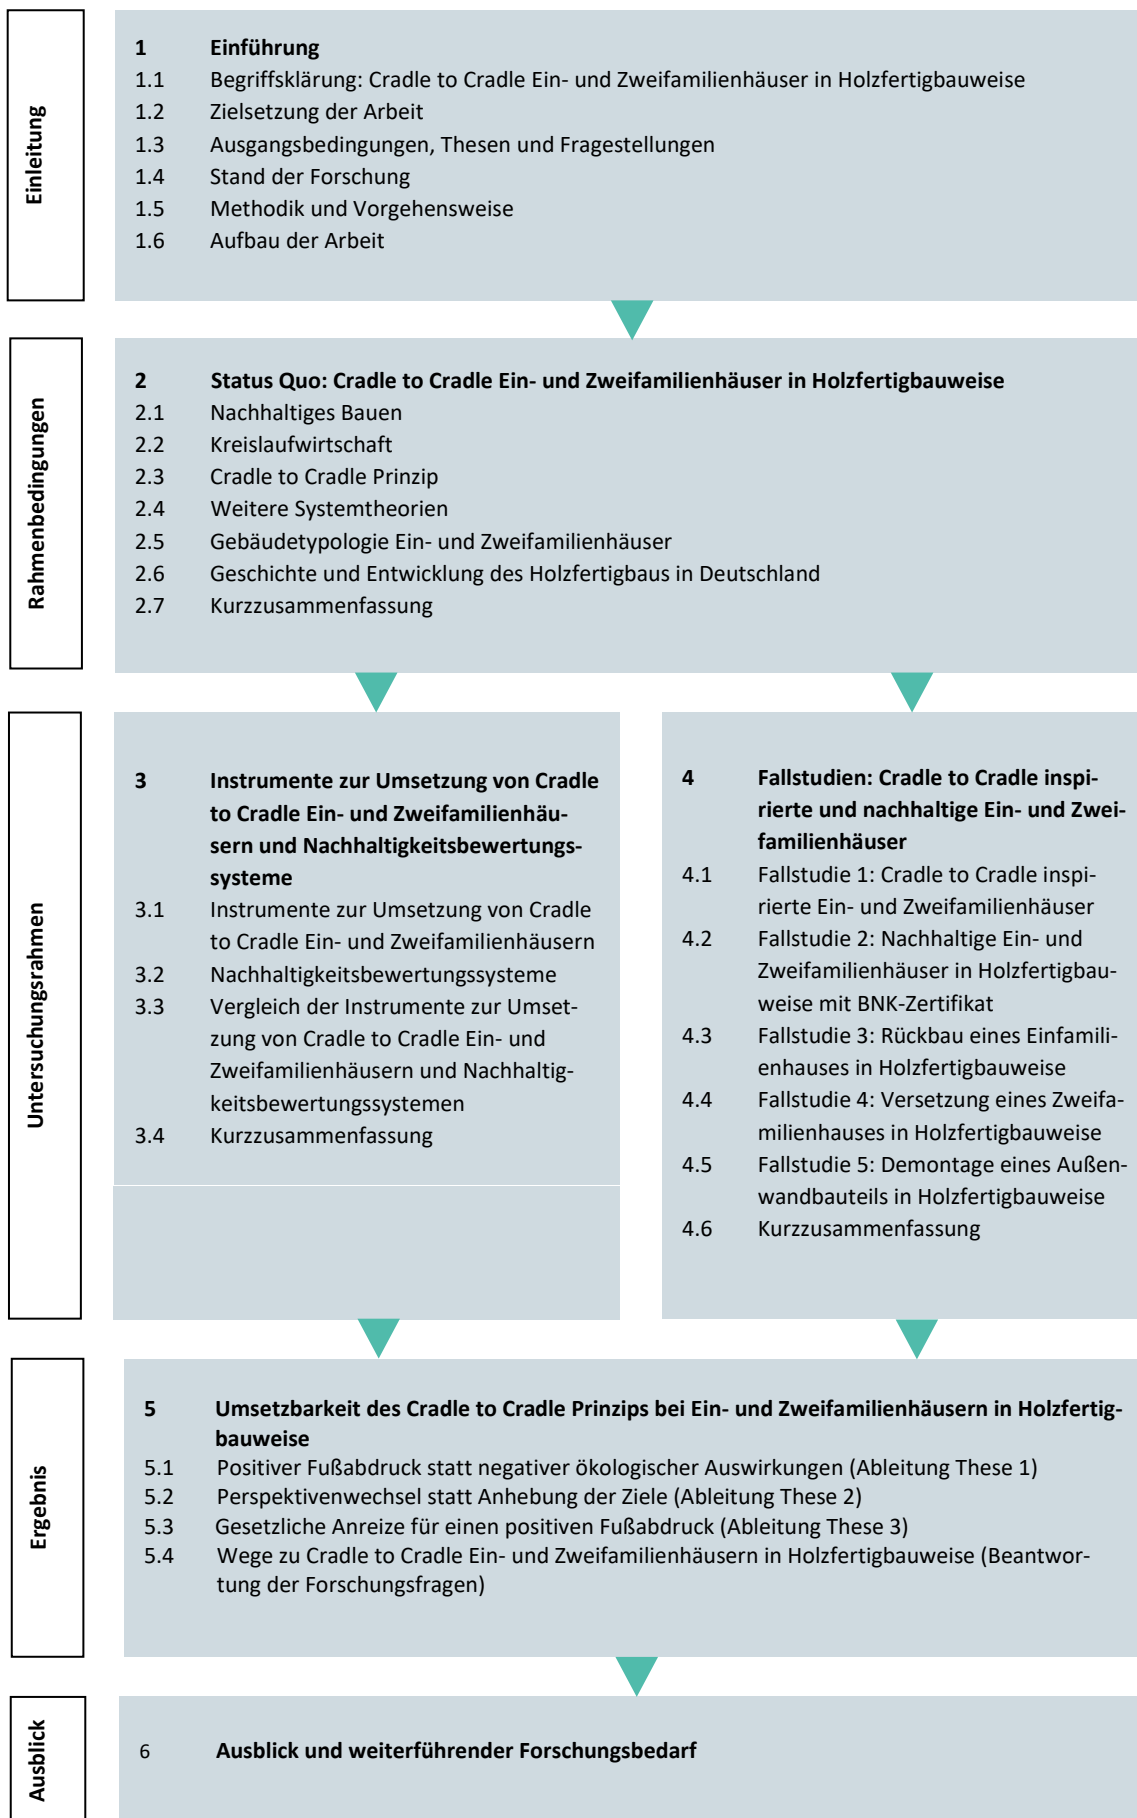 Einleitung
1 Einführung
1.1 Begriffsklärung: Cradle to Cradle Ein- und Zweifamilienhäuser in Holzfertigbauweise
1.2 Zielsetzung der Arbeit
1.3 Ausgangsbedingungen, Thesen und Fragestellungen
1.4 Stand der Forschung
1.5 Methodik und Vorgehensweise
1.6 Aufbau der Arbeit
Rahmenbedingungen
2 Status Quo: Cradle to Cradle Ein- und Zweifamilienhäuser in Holzfertigbauweise
2.1 Nachhaltiges Bauen
2.2 Kreislaufwirtschaft
2.3 Cradle to Cradle Prinzip
2.4 Weitere Systemtheorien
2.5 Gebäudetypologie Ein- und Zweifamilienhäuser
2.6 Geschichte und Entwicklung des Holzfertigbaus in Deutschland
2.7 Kurzzusammenfassung
Untersuchungsrahmen
3 Instrumente zur Umsetzung von Cradle
to Cradle Ein- und Zweifamilienhäu-
sern und Nachhaltigkeitsbewertungs-
systeme
3.1 Instrumente zur Umsetzung von Cradle
to Cradle Ein- und Zweifamilienhäusern
3.2 Nachhaltigkeitsbewertungssysteme
3.3 Vergleich der Instrumente zur Umset-
zung von Cradle to Cradle Ein- und
Zweifamilienhäusern und Nachhaltig-
keitsbewertungssystemen
3.4 Kurzzusammenfassung
4 Fallstudien: Cradle to Cradle inspi-
rierte und nachhaltige Ein- und Zwei-
familienhäuser
4.1 Fallstudie 1: Cradle to Cradle inspi-
rierte Ein- und Zweifamilienhäuser
4.2 Fallstudie 2: Nachhaltige Ein- und
Zweifamilienhäuser in Holzfertigbau-
weise mit BNK-Zertifikat
4.3 Fallstudie 3: Rückbau eines Einfamili-
enhauses in Holzfertigbauweise
4.4 Fallstudie 4: Versetzung eines Zweifa-
milienhauses in Holzfertigbauweise
4.5 Fallstudie 5: Demontage eines Außen-
wandbauteils in Holzfertigbauweise
4.6 Kurzzusammenfassung
Ergebnis
5 Umsetzbarkeit des Cradle to Cradle Prinzips bei Ein- und Zweifamilienhäusern in Holzfertig-
bauweise
5.1 Positiver Fußabdruck statt negativer ökologischer Auswirkungen (Ableitung These 1)
5.2 Perspektivenwechsel statt Anhebung der Ziele (Ableitung These 2)
5.3 Gesetzliche Anreize für einen positiven Fußabdruck (Ableitung These 3)
5.4 Wege zu Cradle to Cradle Ein- und Zweifamilienhäusern in Holzfertigbauweise (Beantwor-
tung der Forschungsfragen)
Ausblick
6 Ausblick und weiterführender Forschungsbedarf